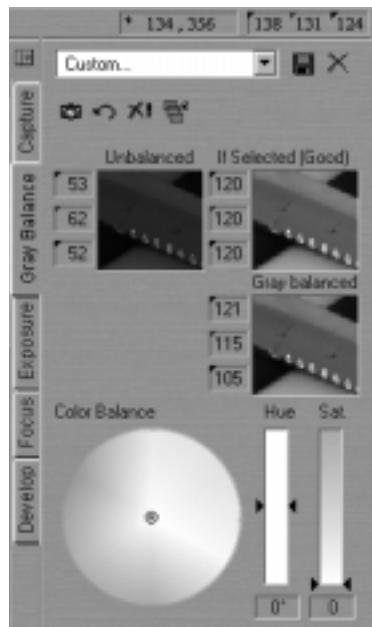 + 134,356 138 131 124
Custom...
Capture
Gray Balance
Exposure
Focus
Develop
Unbalanced If Selected (Good)
53 120
62 120
52 120
Gray balanced
121
115
105
Color Balance Hue Sat.
0° 0